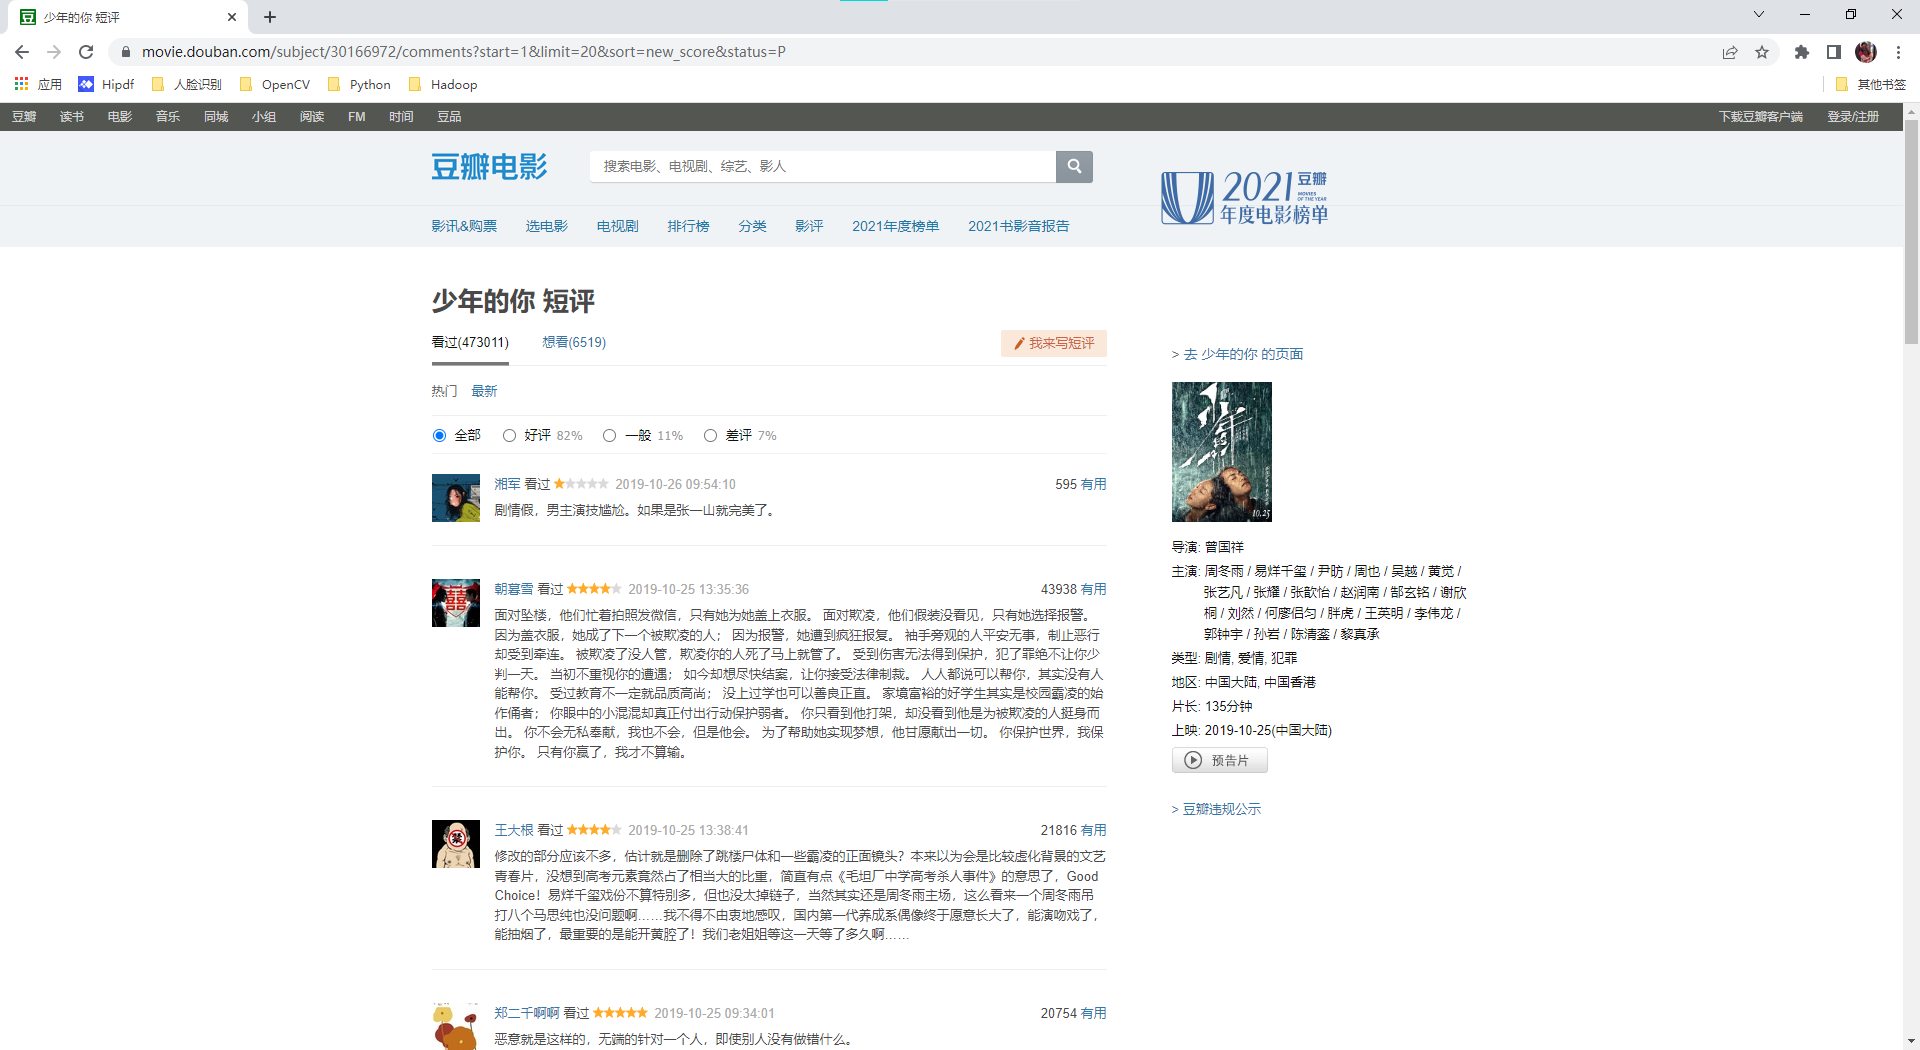 少年的你 短评
movie.douban.com/subject/30166972/comments?start=1&limit=20&sort=new_score&status=P
应用 Hipdf 人脸识别 OpenCV Python Hadoop 其他书签
豆瓣 读书 电影 音乐 同城 小组 阅读 FM 时间 豆品 下载豆瓣客户端 登录/注册
豆瓣电影 搜索电影、电视剧、综艺、影人
2021 豆瓣
MOVIES OF THE YEAR
年度电影榜单
影讯&购票 选电影 电视剧 排行榜 分类 影评 2021年度榜单 2021书影音报告
少年的你 短评
看过(473011) 想看(6519) 我来写短评
热门 最新
全部 好评 82% 一般 11% 差评 7%
湘军 看过 2019-10-26 09:54:10 595 有用
剧情假，男主演技尴尬。如果是张一山就完美了。
朝暮雪 看过 2019-10-25 13:35:36 43938 有用
面对坠楼，他们忙着拍照发微信，只有她为她盖上衣服。 面对欺凌，他们假装没看见，只有她选择报警。
因为盖衣服，她成了下一个被欺凌的人； 因为报警，她遭到疯狂报复。 袖手旁观的人平安无事，制止恶行
却受到牵连。 被欺凌了没人管，欺凌你的人死了马上就管了。 受到伤害无法得到保护，犯了罪绝不让你少
判一天。 当初不重视你的遭遇； 如今却想尽快结案，让你接受法律制裁。 人人都说可以帮你，其实没有人
能帮你。 受过教育不一定就品质高尚； 没上过学也可以善良正直。 家境富裕的好学生其实是校园霸凌的始
作俑者； 你眼中的小混混却真正付出行动保护弱者。 你只看到他打架，却没看到他是为被欺凌的人挺身而
出。 你不会无私奉献，我也不会，但是他会。 为了帮助她实现梦想，他甘愿献出一切。 你保护世界，我保
护你。 只有你赢了，我才不算输。
王大根 看过 2019-10-25 13:38:41 21816 有用
修改的部分应该不多，估计就是删除了跳楼尸体和一些霸凌的正面镜头？本来以为会是比较虚化背景的文艺
青春片，没想到高考元素竟然占了相当大的比重，简直有点《毛坦厂中学高考杀人事件》的意思了，Good
Choice！易烊千玺戏份不算特别多，但也没太掉链子，当然其实还是周冬雨主场，这么看来一个周冬雨吊
打八个马思纯也没问题啊……我不得不由衷地感叹，国内第一代养成系偶像终于愿意长大了，能演吻戏了，
能抽烟了，最重要的是能开黄腔了！我们老姐姐等这一天等了多久啊……
郑二千啊啊 看过 2019-10-25 09:34:01 20754 有用
恶意就是这样的，无端的针对一个人，即使别人没有做错什么。
> 去 少年的你 的页面
少年的你
10.25
导演: 曾国祥
主演: 周冬雨 / 易烊千玺 / 尹昉 / 周也 / 吴越 / 黄觉 /
张艺凡 / 张耀 / 张歆怡 / 赵润南 / 郜玄铭 / 谢欣
桐 / 刘然 / 何廖侣匀 / 胖虎 / 王英明 / 李伟龙 /
郭钟宇 / 孙岩 / 陈清銮 / 黎真承
类型: 剧情, 爱情, 犯罪
地区: 中国大陆, 中国香港
片长: 135分钟
上映: 2019-10-25(中国大陆)
预告片
> 豆瓣违规公示